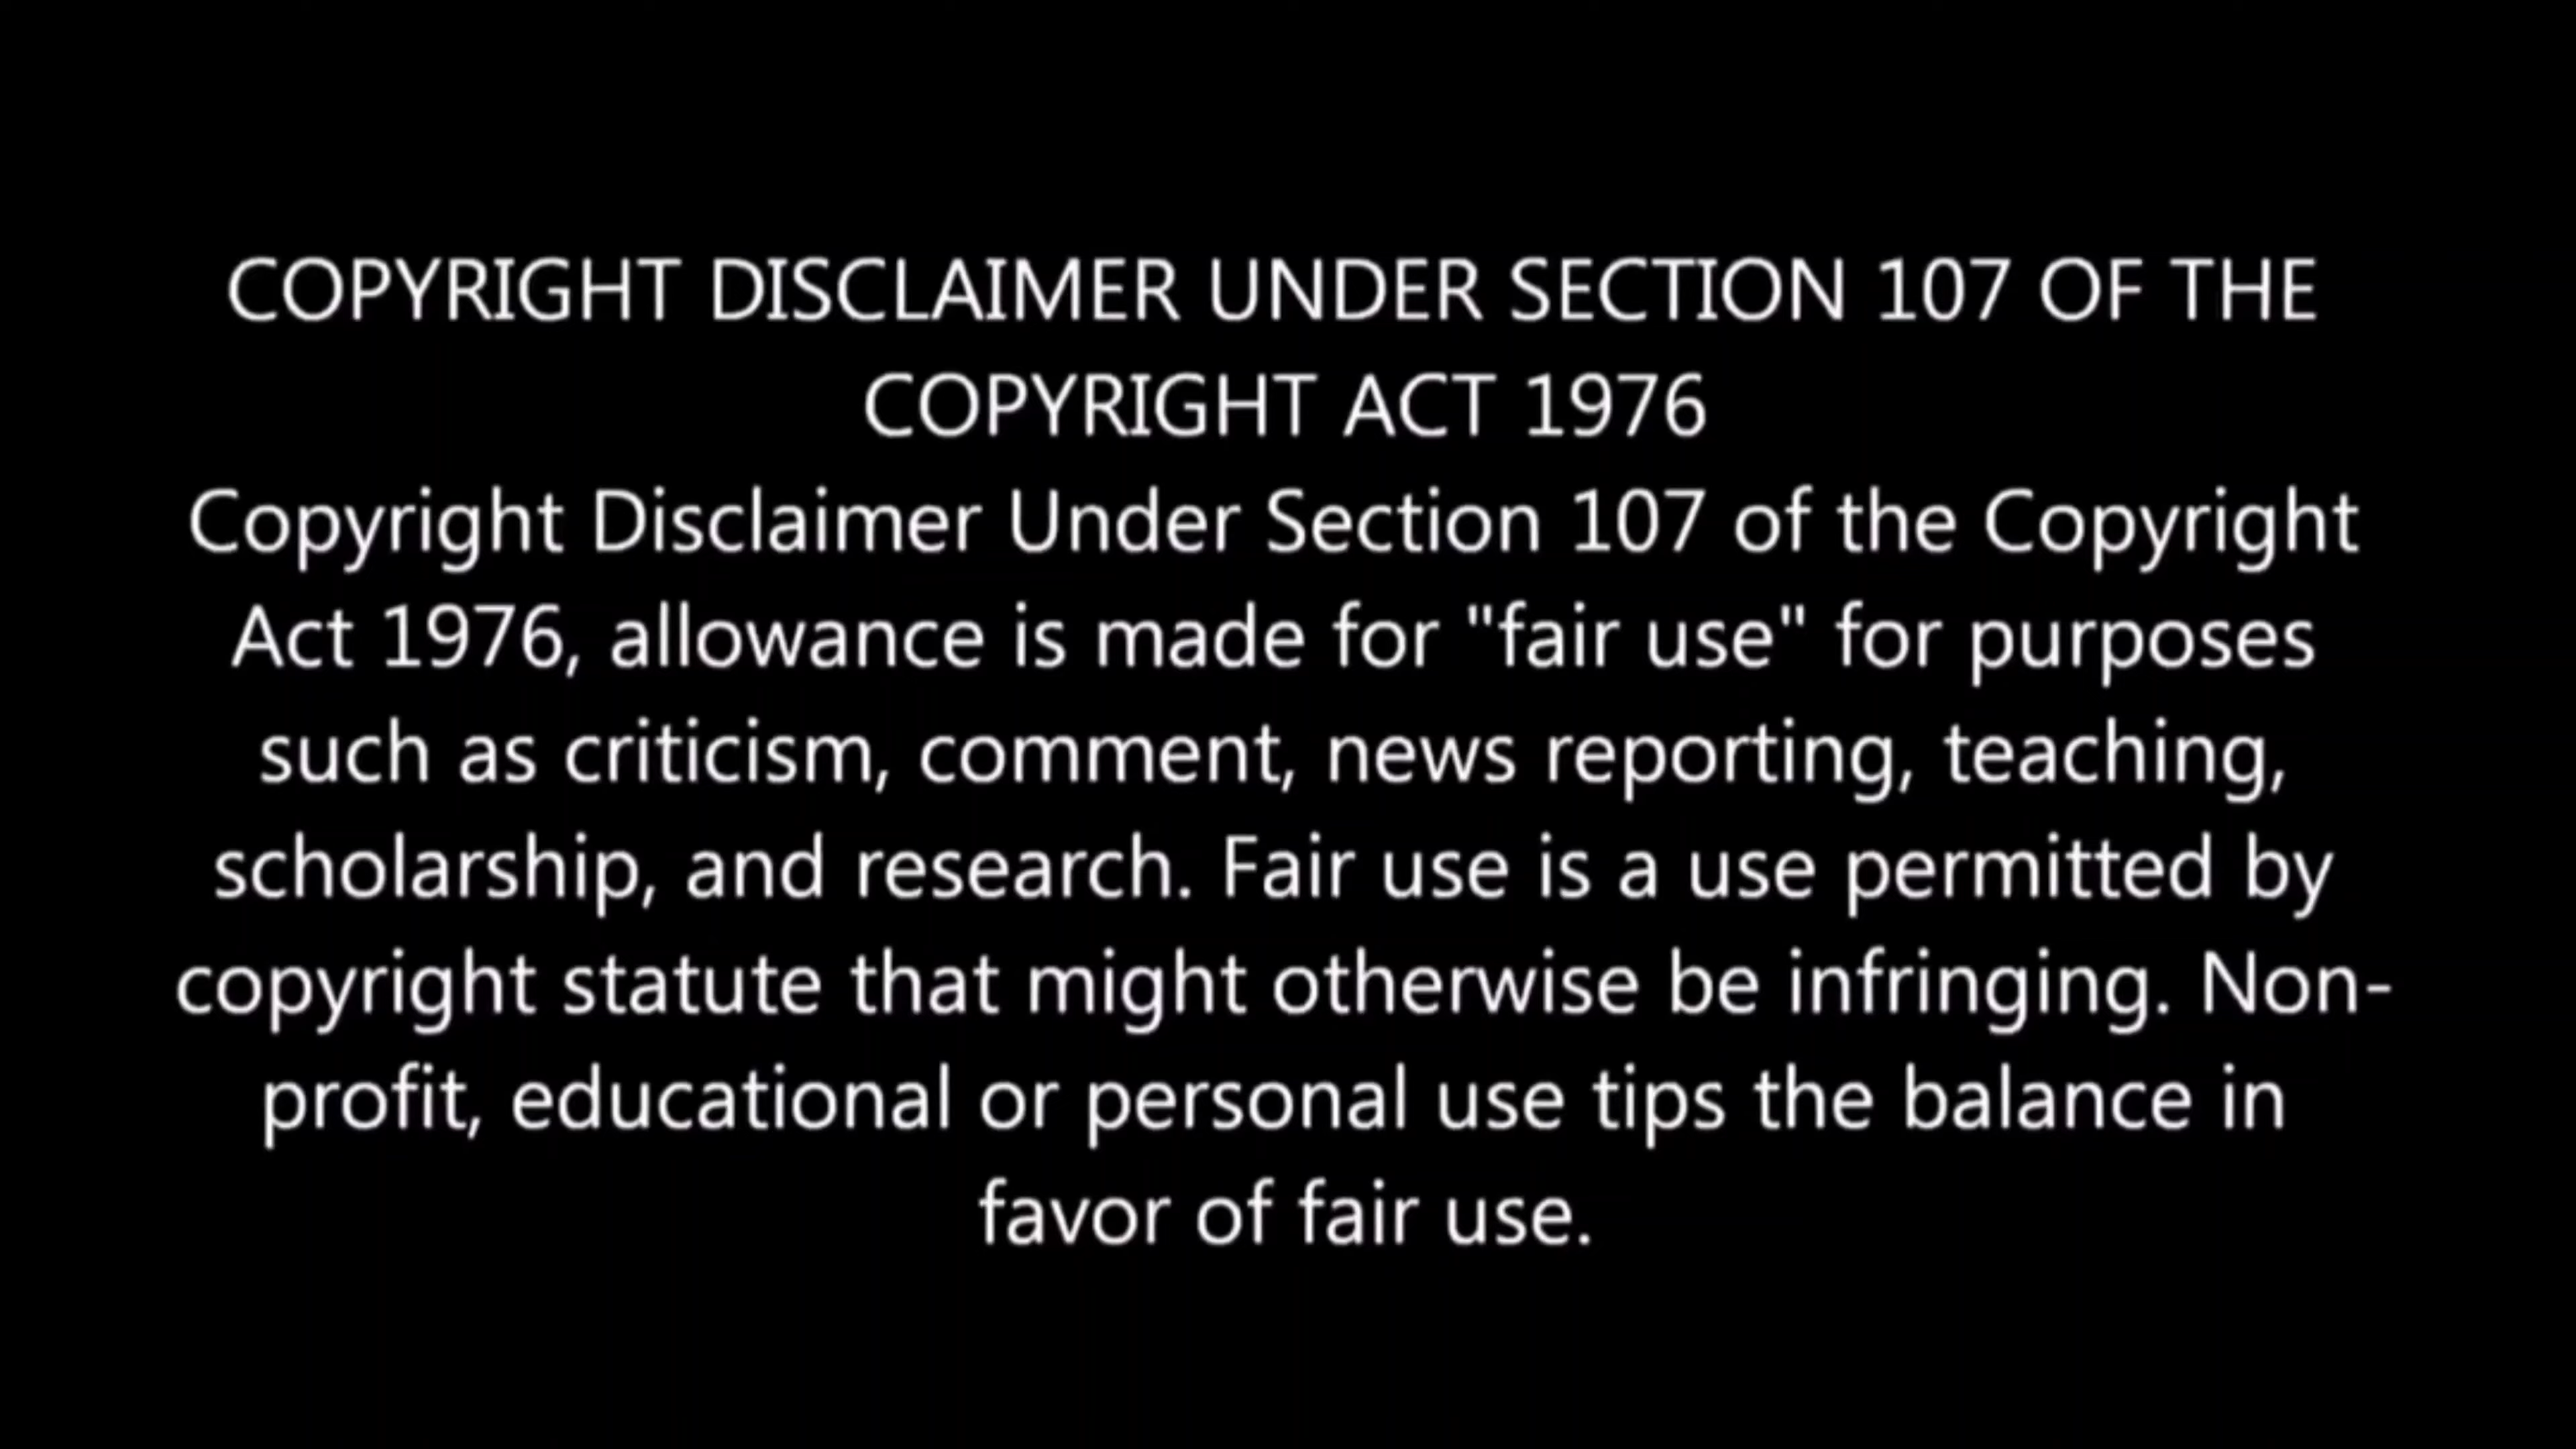 COPYRIGHT DISCLAIMER UNDER SECTION 107 OF THE
COPYRIGHT ACT 1976
Copyright Disclaimer Under Section 107 of the Copyright
Act 1976, allowance is made for "fair use" for purposes
such as criticism, comment, news reporting, teaching,
scholarship, and research. Fair use is a use permitted by
copyright statute that might otherwise be infringing. Non-
profit, educational or personal use tips the balance in
favor of fair use.